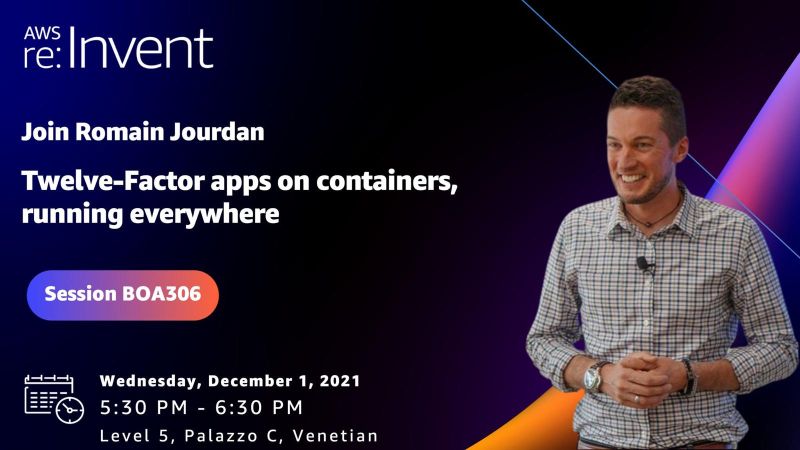 AWS
re:Invent
Join Romain Jourdan
Twelve-Factor apps on containers,
running everywhere
Session BOA306
Wednesday, December 1, 2021
5:30 PM - 6:30 PM
Level 5, Palazzo C, Venetian